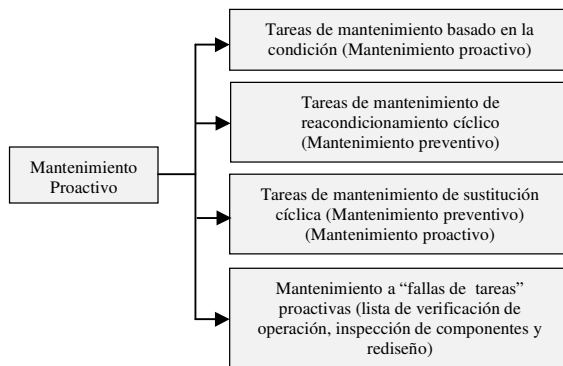 Tareas de mantenimiento basado en la
condición (Mantenimiento proactivo)
Tareas de mantenimiento de
reacondicionamiento cíclico
(Mantenimiento preventivo)
Mantenimiento
Proactivo
Tareas de mantenimiento de sustitución
cíclica (Mantenimiento preventivo)
(Mantenimiento proactivo)
Mantenimiento a “fallas de tareas”
proactivas (lista de verificación de
operación, inspección de componentes y
rediseño)